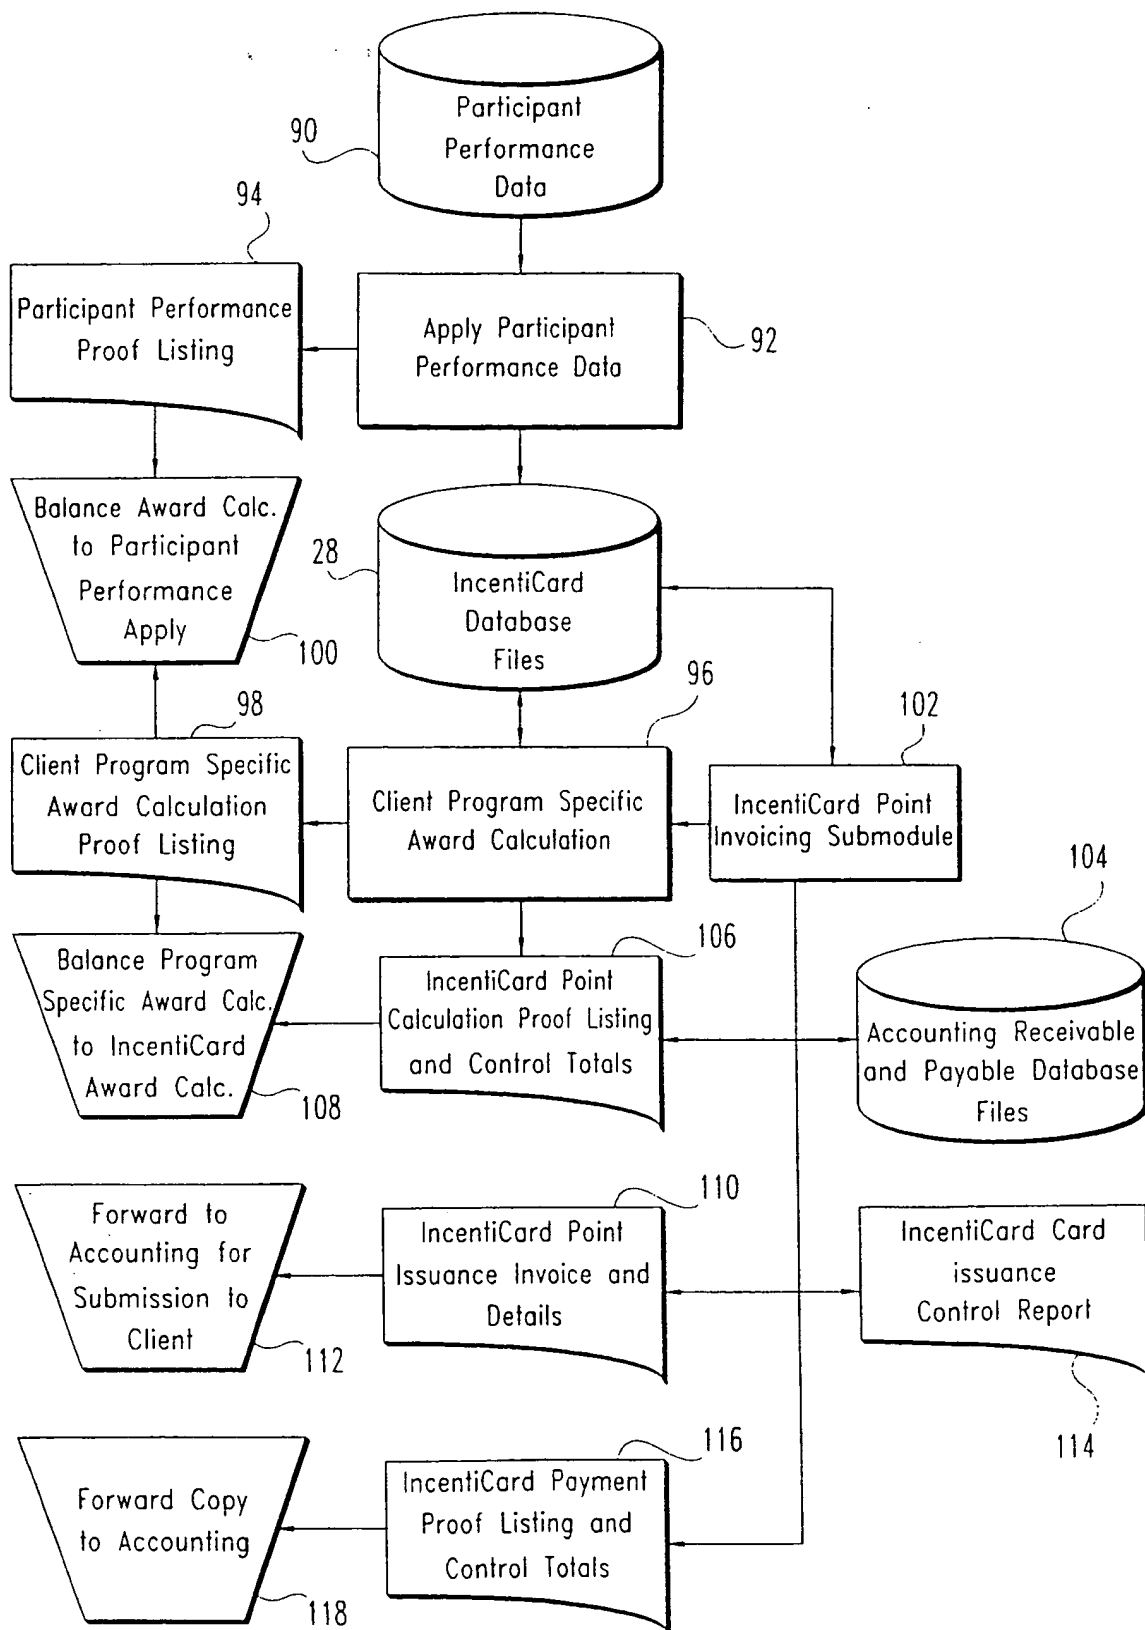 Participant
Performance
Data
90
94
Participant Performance
Proof Listing
Apply Participant
Performance Data
92
Balance Award Calc.
to Participant
Performance
Apply
100
28
IncentiCard
Database
Files
98
96
102
Client Program Specific
Award Calculation
Proof Listing
Client Program Specific
Award Calculation
IncentiCard Point
Invoicing Submodule
104
106
Balance Program
Specific Award Calc.
to IncentiCard
Award Calc.
108
IncentiCard Point
Calculation Proof Listing
and Control Totals
Accounting Receivable
and Payable Database
Files
110
Forward to
Accounting for
Submission to
Client
112
IncentiCard Point
Issuance Invoice and
Details
IncentiCard Card
issuance
Control Report
114
116
Forward Copy
to Accounting
118
IncentiCard Payment
Proof Listing and
Control Totals